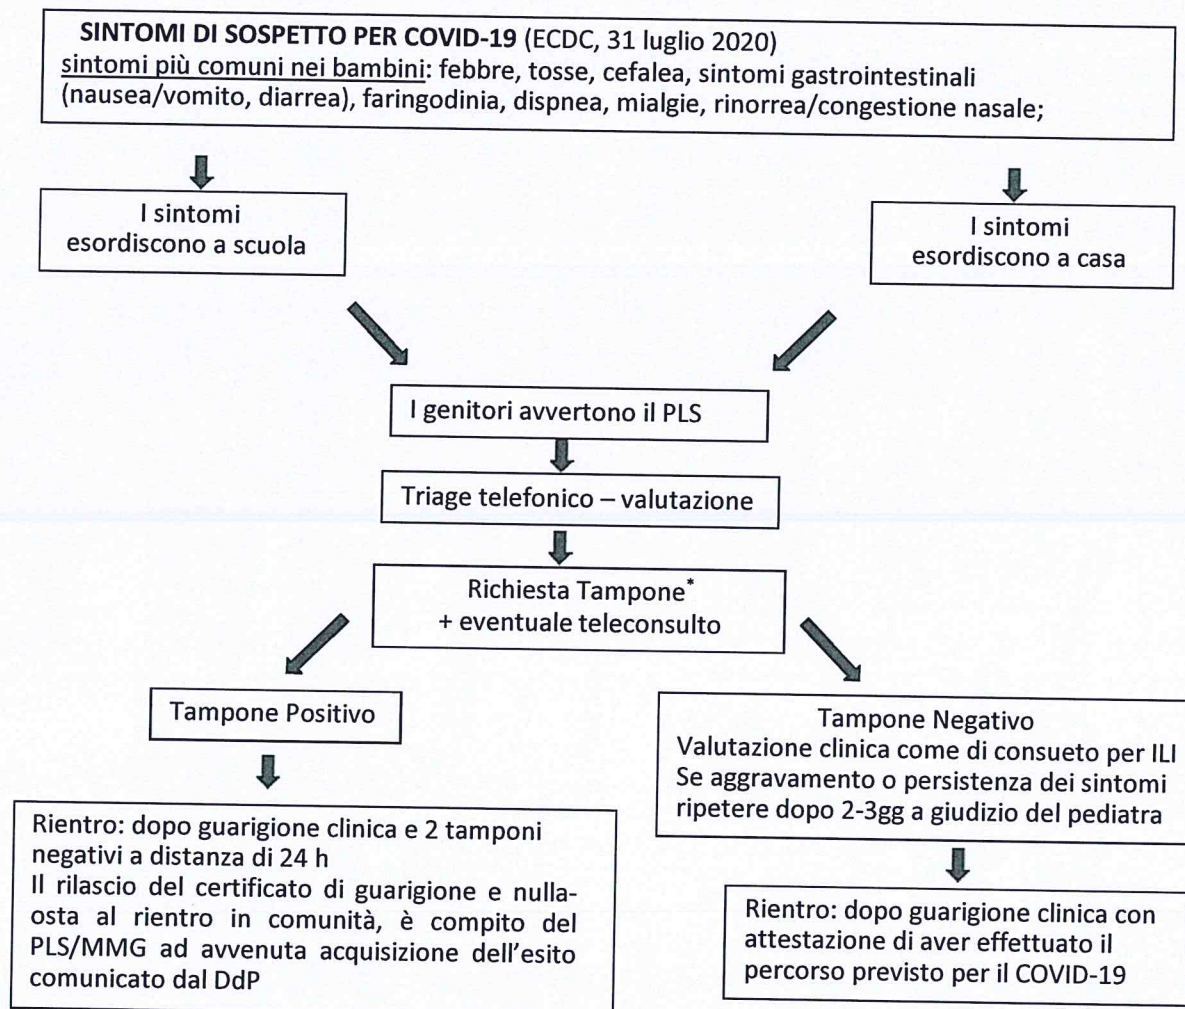 SINTOMI DI SOSPETTO PER COVID-19 (ECDC, 31 luglio 2020)
sintomi più comuni nei bambini: febbre, tosse, cefalea, sintomi gastrointestinali
(nausea/vomito, diarrea), faringodinia, dispnea, mialgie, rinorrea/congestione nasale;
I sintomi
esordiscono a scuola
I sintomi
esordiscono a casa
I genitori avvertono il PLS
Triage telefonico – valutazione
Richiesta Tampone*
+ eventuale teleconsulto
Tampone Positivo
Tampone Negativo
Valutazione clinica come di consueto per ILI
Se aggravamento o persistenza dei sintomi
ripetere dopo 2-3gg a giudizio del pediatra
Rientro: dopo guarigione clinica e 2 tamponi
negativi a distanza di 24 h
Il rilascio del certificato di guarigione e nulla-
osta al rientro in comunità, è compito del
PLS/MMG ad avvenuta acquisizione dell'esito
comunicato dal DdP
Rientro: dopo guarigione clinica con
attestazione di aver effettuato il
percorso previsto per il COVID-19